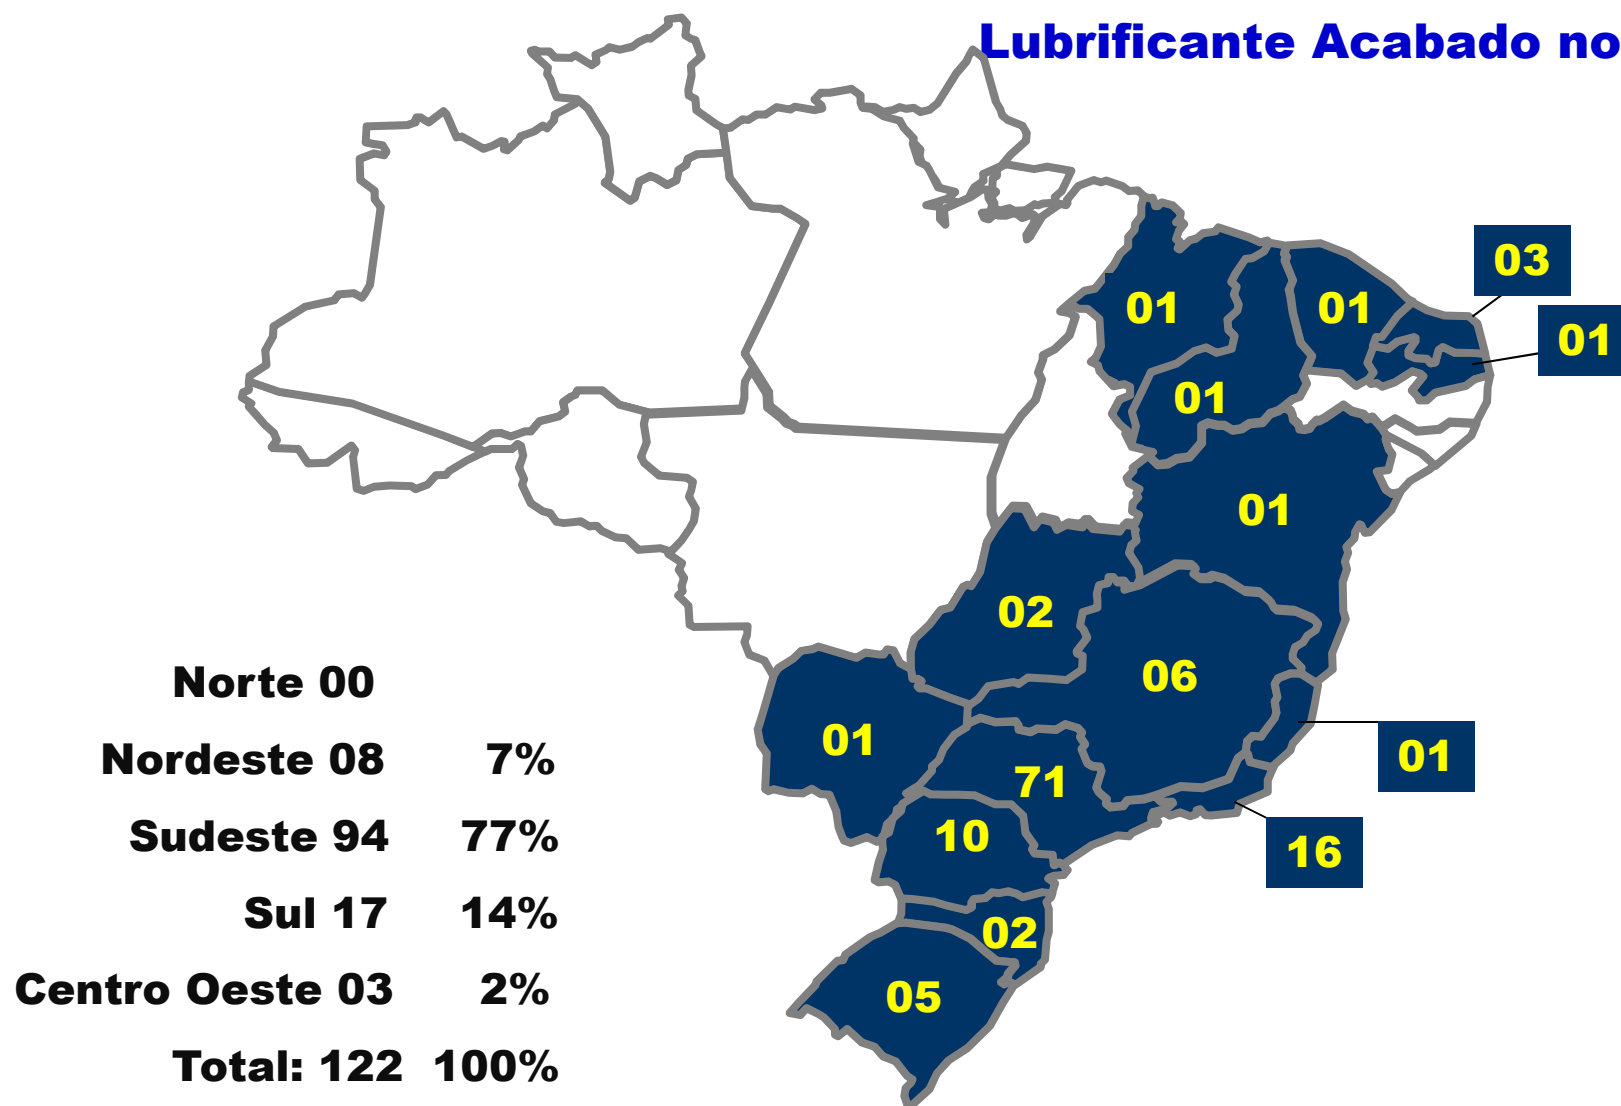 Lubrificante Acabado no
03
01
01
01
01
01
02
06
01
01
71
10
16
02
05
Norte 00
Nordeste 08 7%
Sudeste 94 77%
Sul 17 14%
Centro Oeste 03 2%
Total: 122 100%